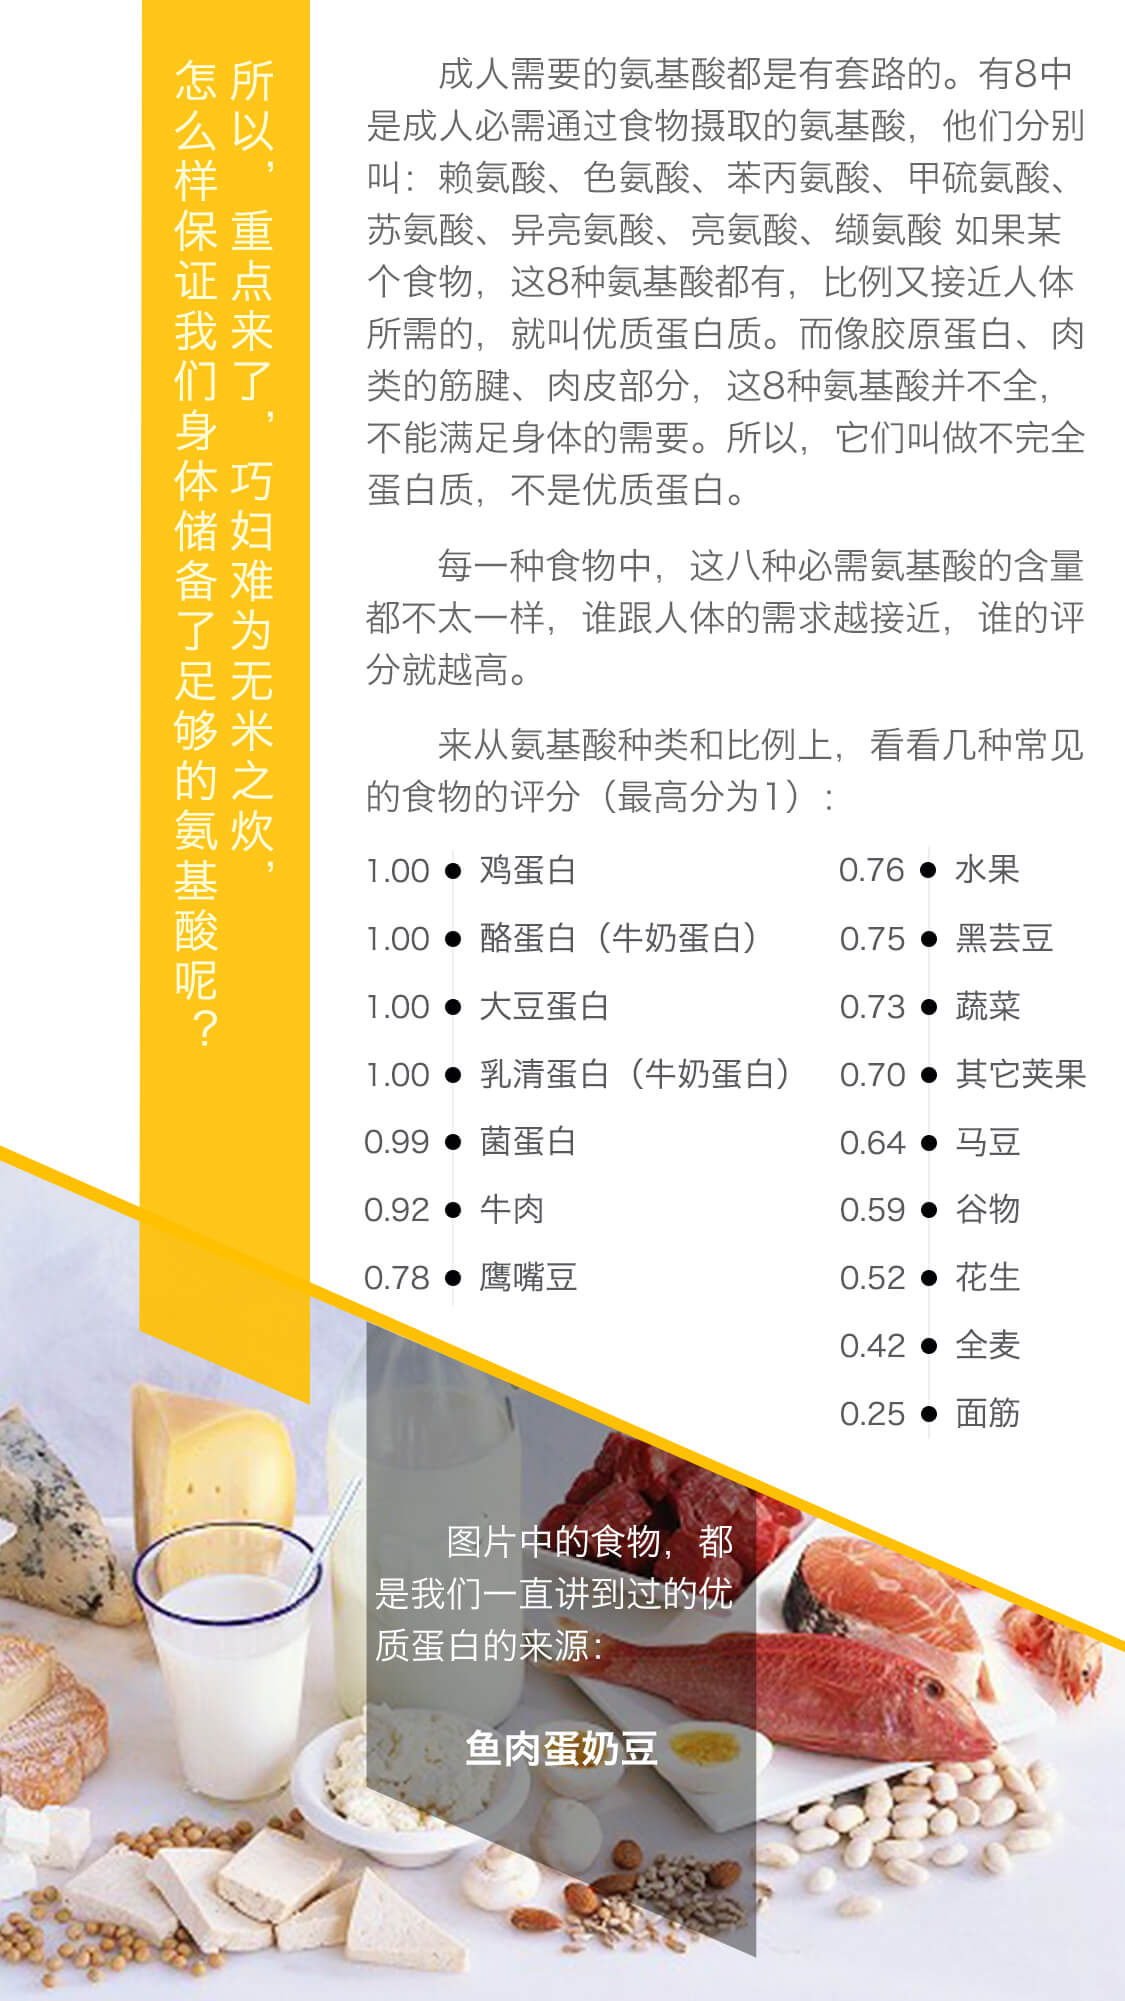 所以，重点来了，巧妇难为无米之炊，
怎么样保证我们身体储备了足够的氨基酸呢？
成人需要的氨基酸都是有套路的。有8中
是成人必需通过食物摄取的氨基酸，他们分别
叫：赖氨酸、色氨酸、苯丙氨酸、甲硫氨酸、
苏氨酸、异亮氨酸、亮氨酸、缬氨酸 如果某
个食物，这8种氨基酸都有，比例又接近人体
所需的，就叫优质蛋白质。而像胶原蛋白、肉
类的筋腱、肉皮部分，这8种氨基酸并不全，
不能满足身体的需要。所以，它们叫做不完全
蛋白质，不是优质蛋白。
每一种食物中，这八种必需氨基酸的含量
都不太一样，谁跟人体的需求越接近，谁的评
分就越高。
来从氨基酸种类和比例上，看看几种常见
的食物的评分（最高分为1）：
1.00 鸡蛋白
1.00 酪蛋白（牛奶蛋白）
1.00 大豆蛋白
1.00 乳清蛋白（牛奶蛋白）
0.99 菌蛋白
0.92 牛肉
0.78 鹰嘴豆
0.76 水果
0.75 黑芸豆
0.73 蔬菜
0.70 其它荚果
0.64 马豆
0.59 谷物
0.52 花生
0.42 全麦
0.25 面筋
图片中的食物，都
是我们一直讲到过的优
质蛋白的来源：
鱼肉蛋奶豆